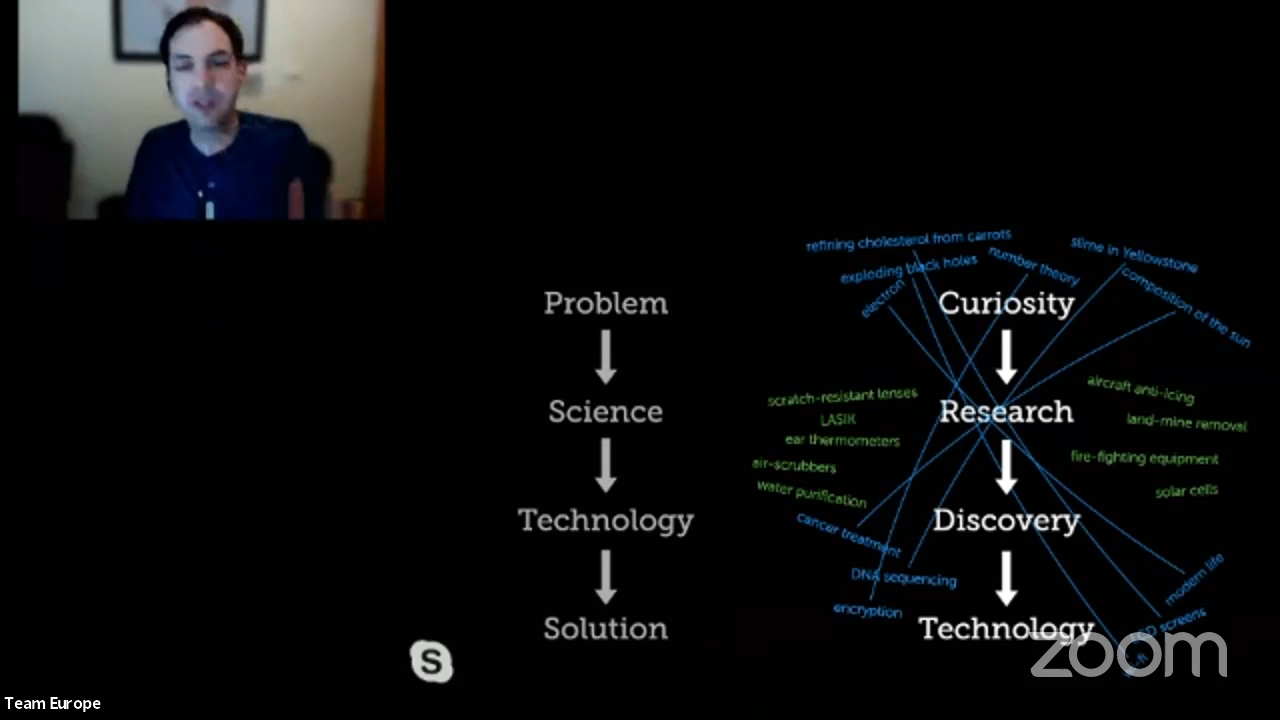 refining cholesterol from carrots
exploding black holes
electron
number theory
slime in Yellowstone
composition of the sun
Problem
Science
Technology
Solution
Curiosity
Research
Discovery
Technology
scratch-resistant lenses
LASIK
ear thermometers
air-scrubbers
water purification
aircraft anti-icing
land-mine removal
fire-fighting equipment
solar cells
cancer treatment
DNA sequencing
encryption
modern life
screens
zoom
S
Team Europe